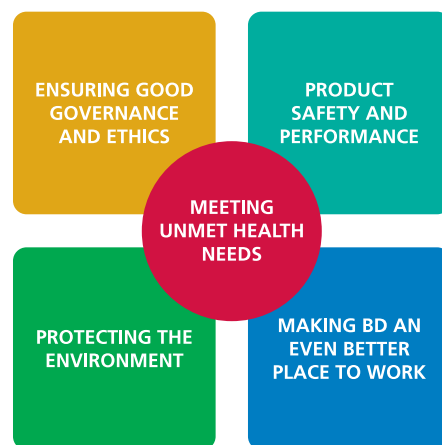 ENSURING GOOD
GOVERNANCE
AND ETHICS
PRODUCT
SAFETY AND
PERFORMANCE
MEETING
UNMET HEALTH
NEEDS
PROTECTING THE
ENVIRONMENT
MAKING BD AN
EVEN BETTER
PLACE TO WORK